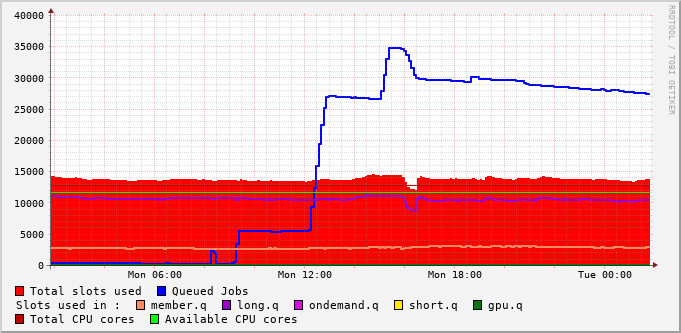 40000
35000
30000
25000
20000
15000
10000
5000
0
Mon 06:00 Mon 12:00 Mon 18:00 Tue 00:00
RRDTOOL / TOBI OETIKER
Total slots used Queued Jobs
Slots used in : member.q long.q ondemand.q short.q gpu.q
Total CPU cores Available CPU cores